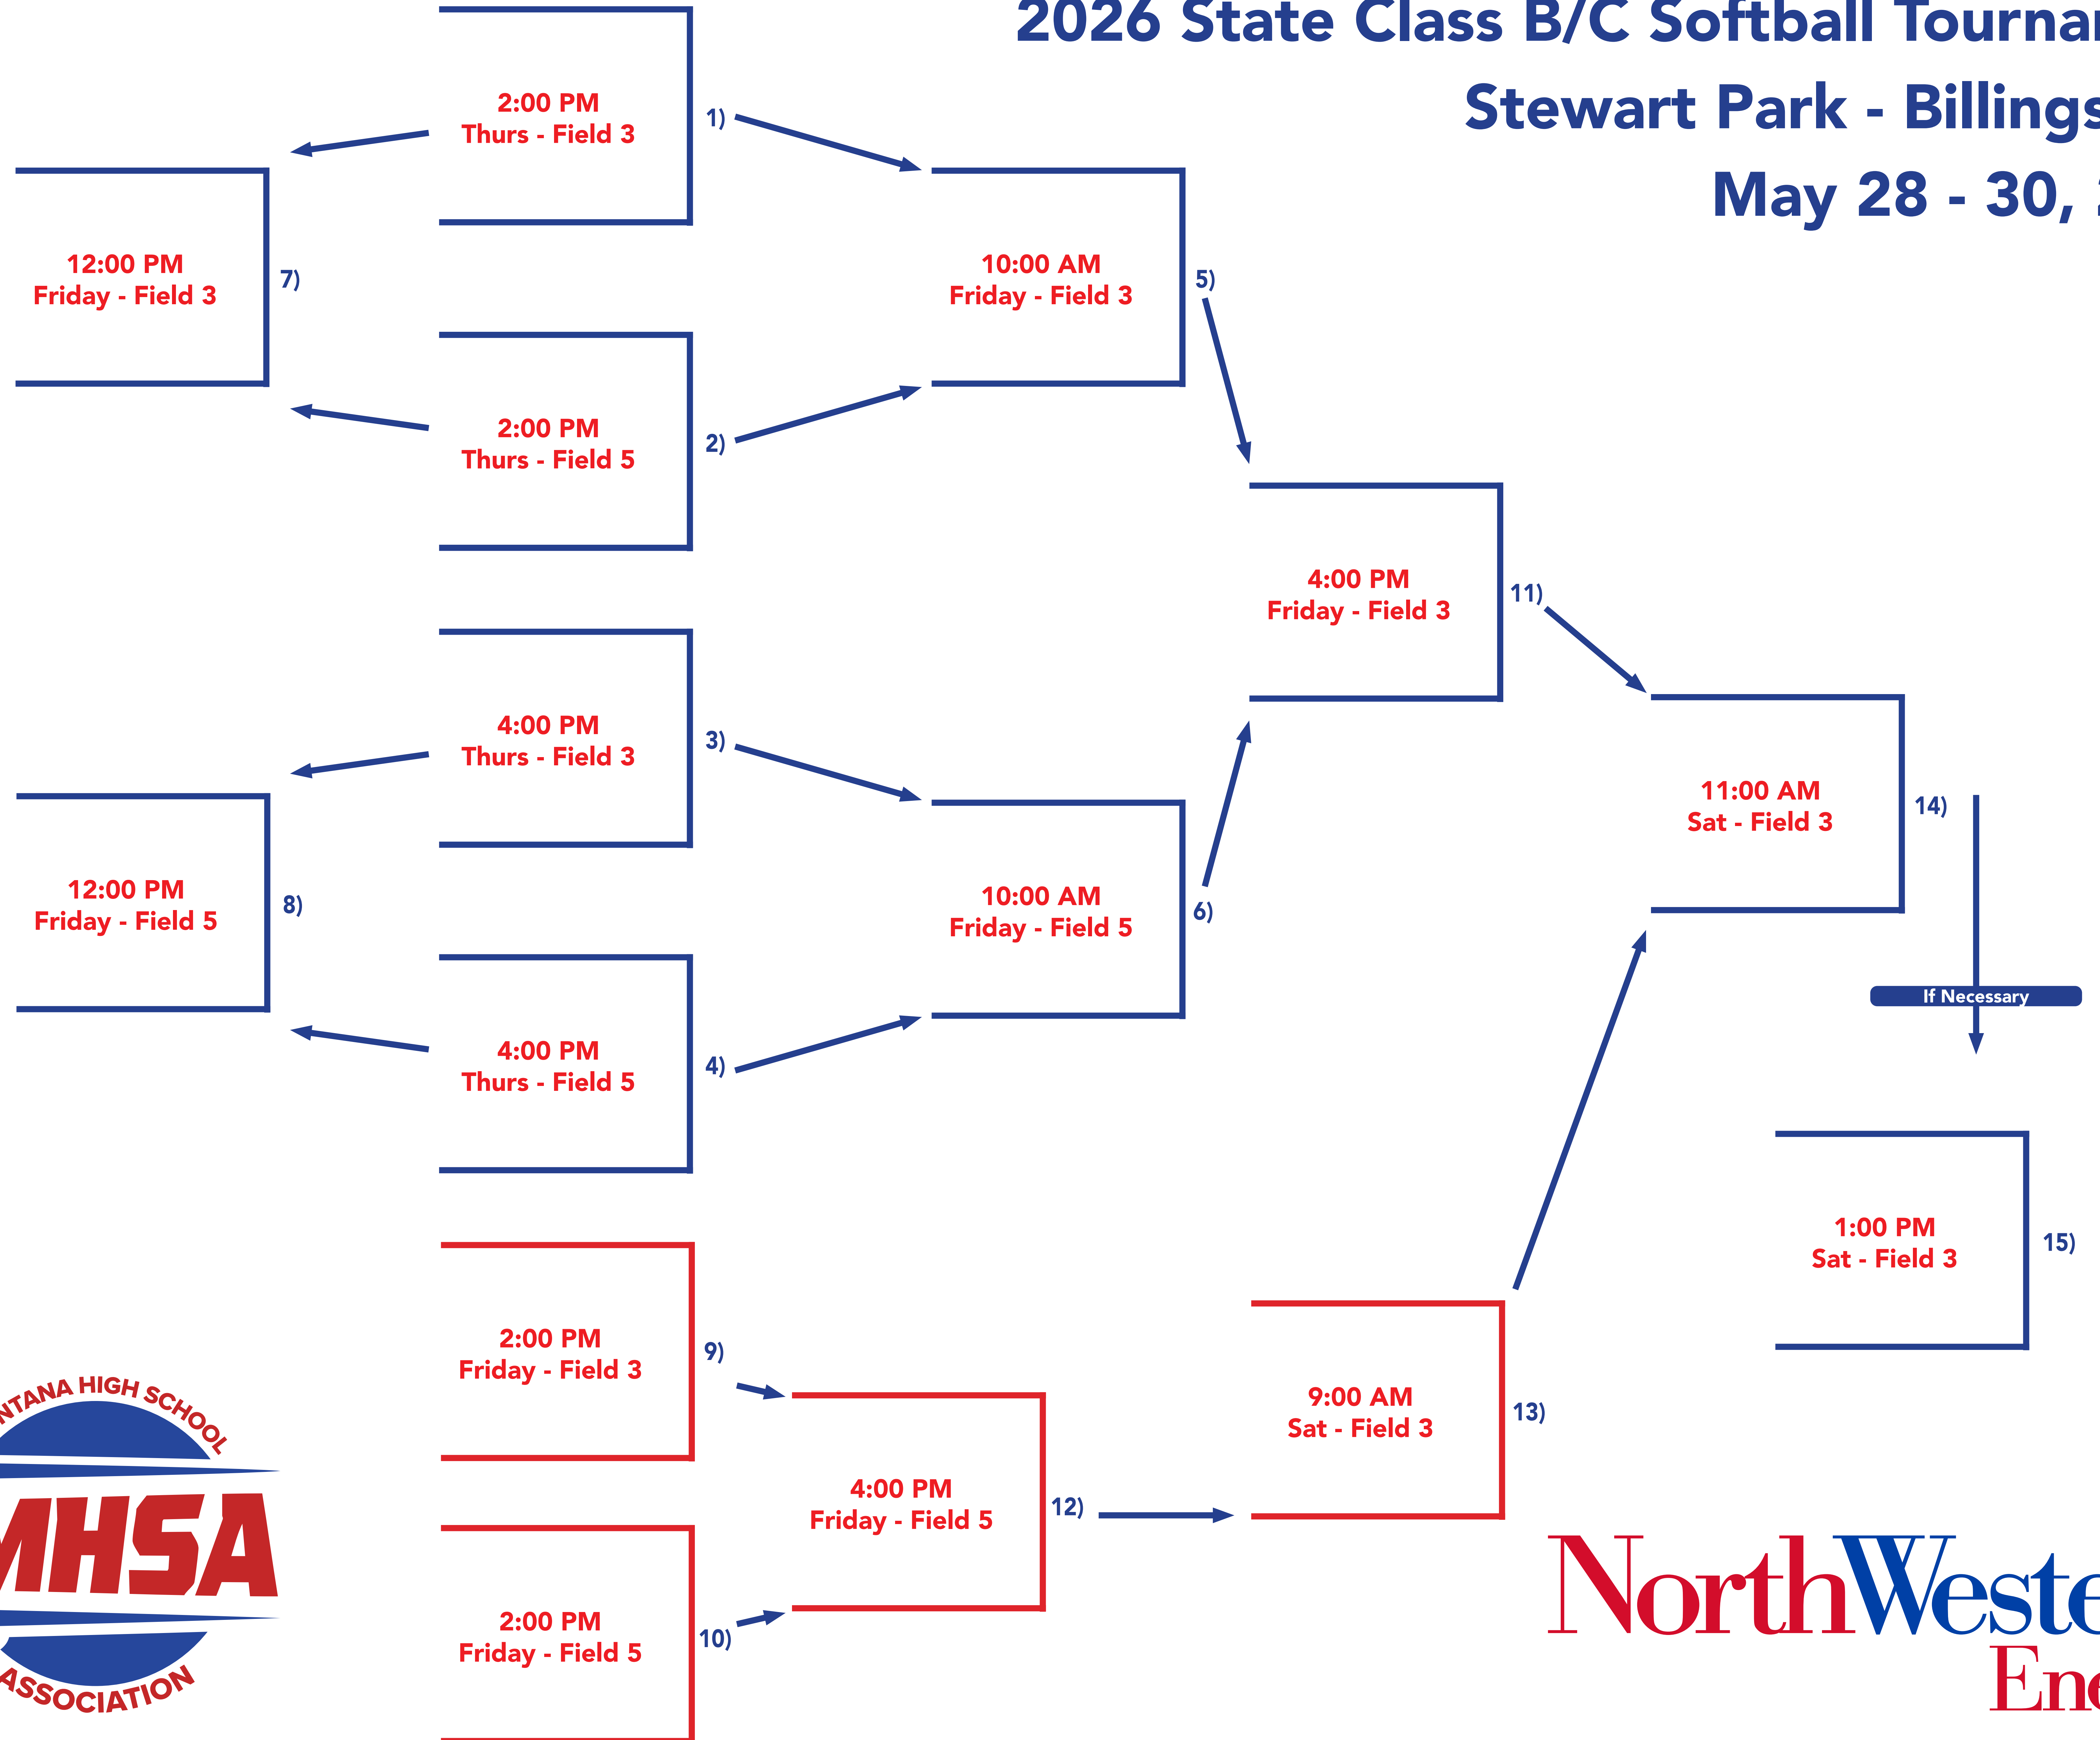 2026 State Class B/C Softball
Stewart Park - Billings
May 28 - 30,
2:00 PM
Thurs - Field 3
1)
12:00 PM
Friday - Field 3
7)
10:00 AM
Friday - Field 3
5)
2:00 PM
Thurs - Field 5
2)
4:00 PM
Friday - Field 3
11)
4:00 PM
Thurs - Field 3
3)
11:00 AM
Sat - Field 3
14)
12:00 PM
Friday - Field 5
8)
10:00 AM
Friday - Field 5
6)
If Necessary
4:00 PM
Thurs - Field 5
4)
1:00 PM
Sat - Field 3
15)
2:00 PM
Friday - Field 3
9)
9:00 AM
Sat - Field 3
13)
4:00 PM
Friday - Field 5
12)
2:00 PM
Friday - Field 5
10)
HIGH SCHOOL
MHSA
ASSOCIATION